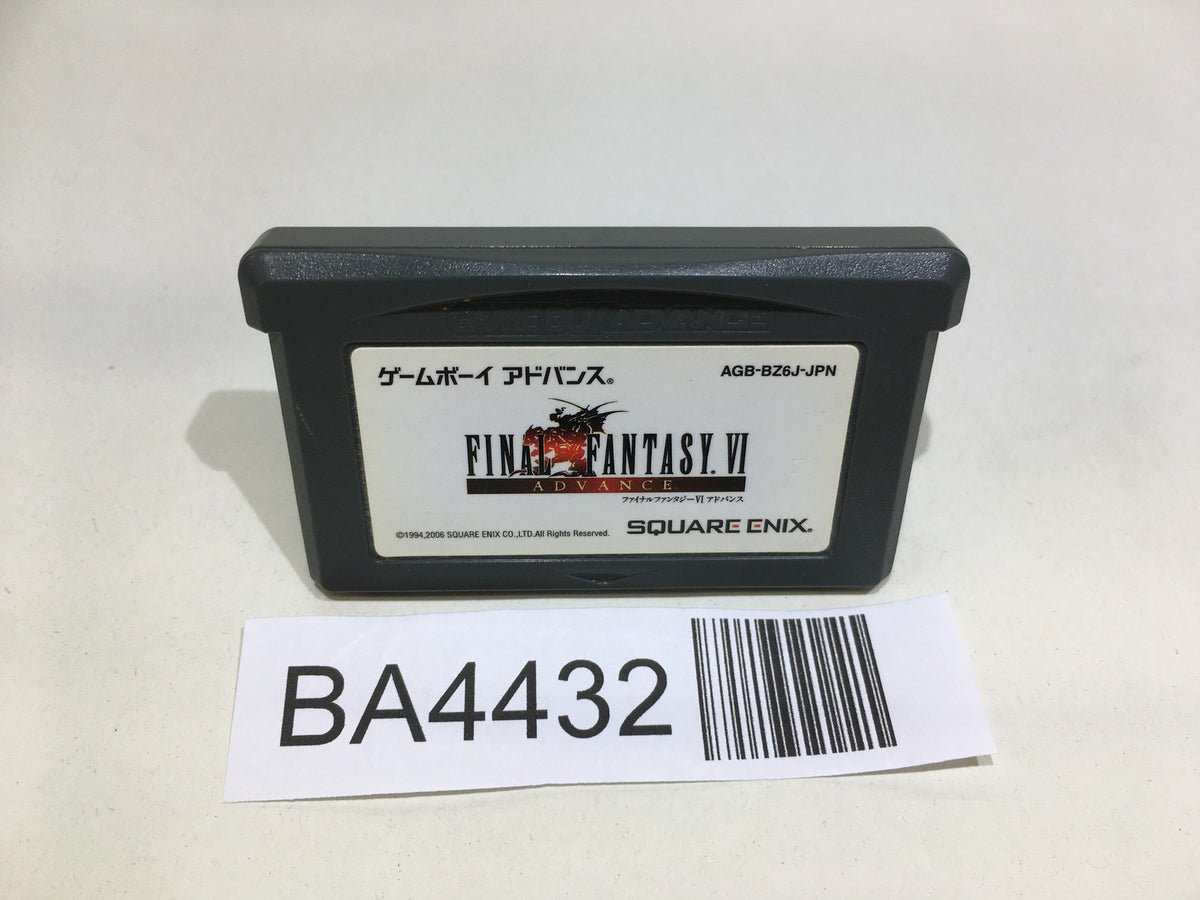 GAME BOY ADVANCE
ゲームボーイ アドバンス®
AGB-BZ6J-JPN
FINAL FANTASY. VI
ADVANCE
ファイナルファンタジーVI アドバンス
©1994,2006 SQUARE ENIX CO.,LTD.All Rights Reserved.
SQUARE ENIX®
BA4432